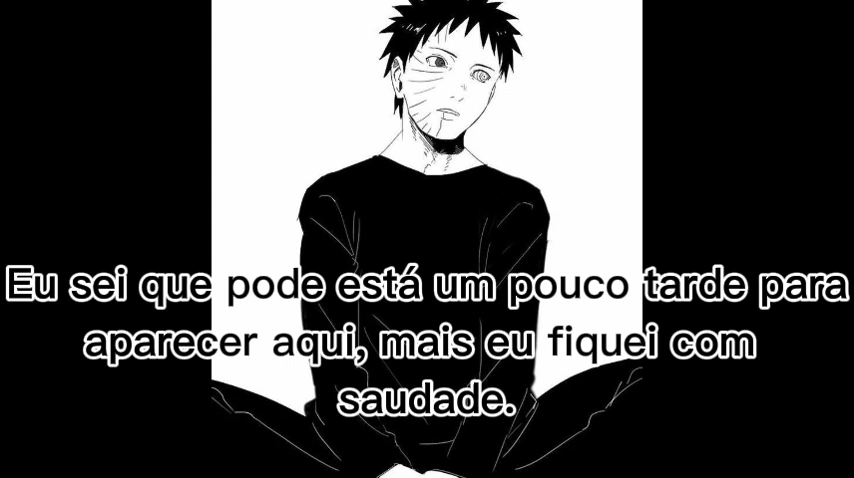 Eu sei que pode está um pouco tarde para
aparecer aqui, mais eu fiquei com
saudade.